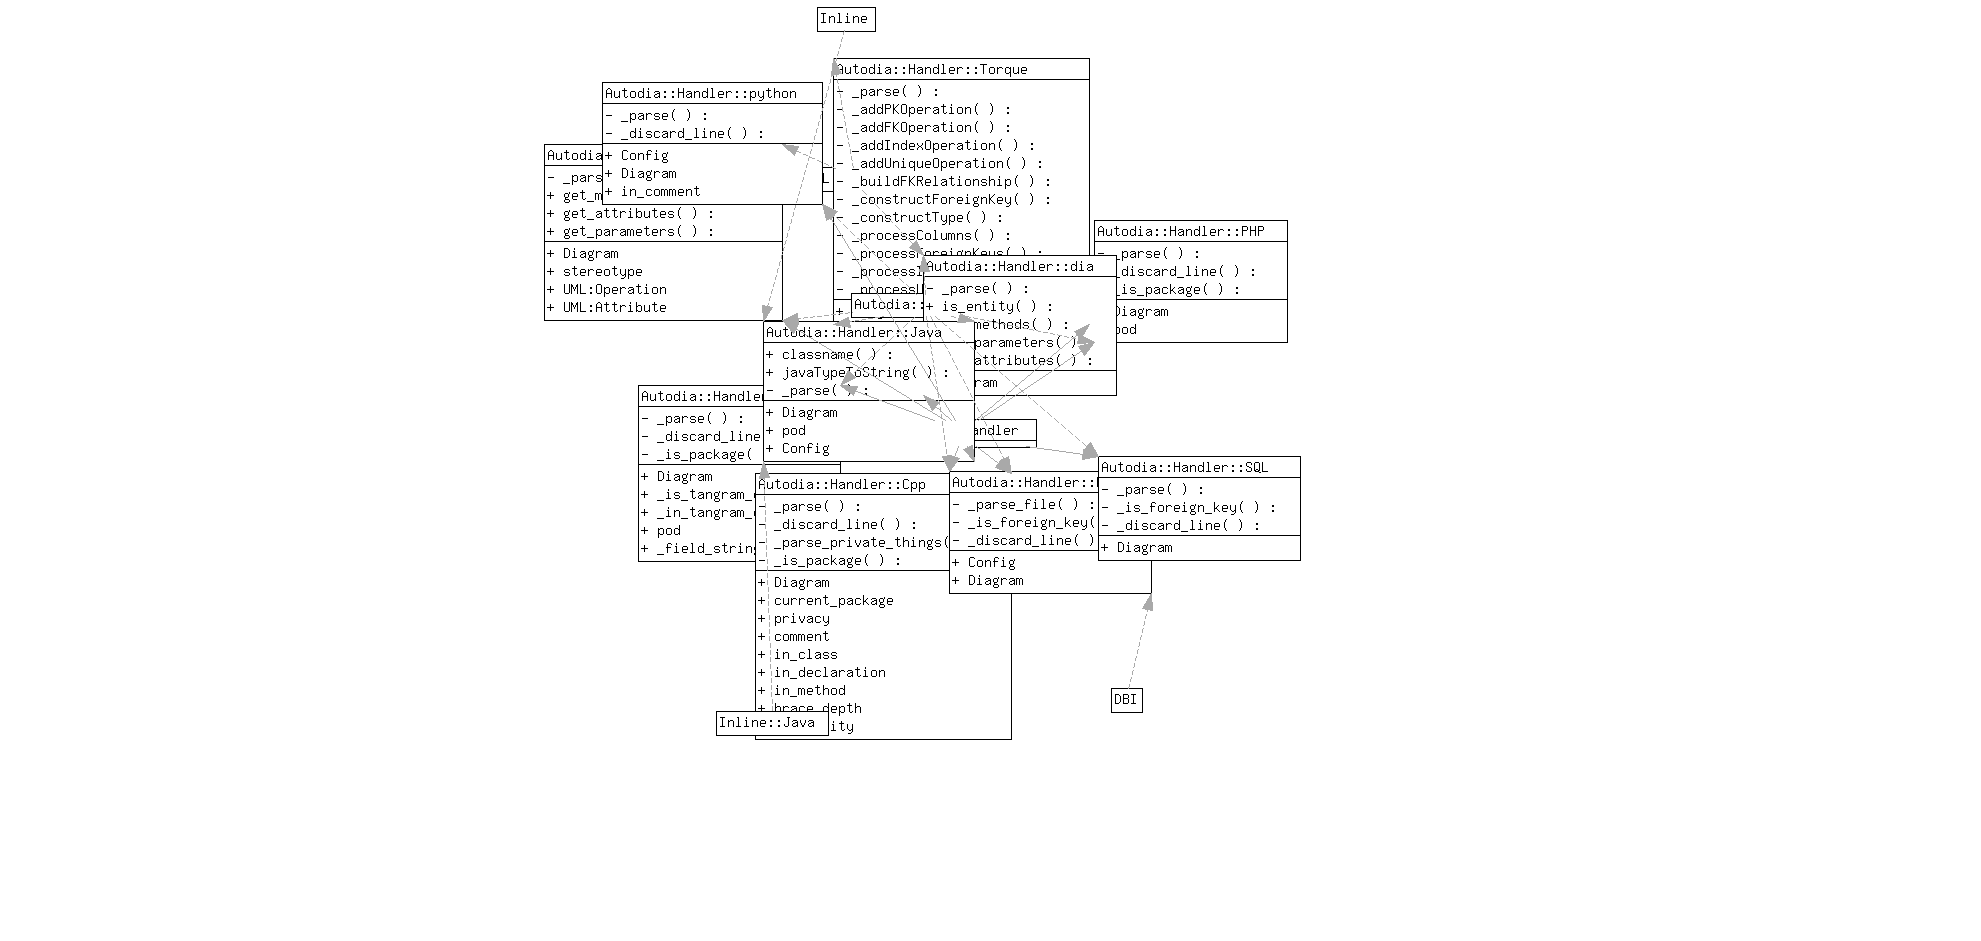 Inline
Autodia::Handler::Torque
- _parse( ) :
- _addPKOperation( ) :
- _addFKOperation( ) :
- _addIndexOperation( ) :
- _addUniqueOperation( ) :
- _buildFKRelationship( ) :
- _constructForeignKey( ) :
- _constructType( ) :
- _processColumns( ) :
- _processForeignKeys( ) :
- _processI
- _processU
+
Autodia::Handler::python
- _parse( ) :
- _discard_line( ) :
+ Config
+ Diagram
+ in_comment
Autodia
- _pars
+ get_m
+ get_attributes( ) :
+ get_parameters( ) :
+ Diagram
+ stereotype
+ UML:Operation
+ UML:Attribute
L
Autodia::Handler::PHP
- _parse( ) :
_discard_line( ) :
_is_package( ) :
Diagram
pod
Autodia::Handler::dia
- _parse( ) :
+ is_entity( ) :
methods( ) :
parameters( )
attributes( ) :
ram
Autodia::
Autodia::Handler::Java
+ classname( ) :
+ javaTypeToString( ) :
- _parse( ) :
+ Diagram
+ pod
+ Config
Autodia::Handle
- _parse( ) :
- _discard_line
- _is_package(
+ Diagram
+ _is_tangram_
+ _in_tangram_
+ pod
+ _field_strin
andler
Autodia::Handler::Cpp
- _parse( ) :
- _discard_line( ) :
- _parse_private_things(
- _is_package( ) :
+ Diagram
+ current_package
+ privacy
+ comment
+ in_class
+ in_declaration
+ in_method
+ brace_depth
ity
Autodia::Handler::
- _parse_file( ) :
- _is_foreign_key(
- _discard_line( )
+ Config
+ Diagram
Autodia::Handler::SQL
- _parse( ) :
- _is_foreign_key( ) :
- _discard_line( ) :
+ Diagram
DBI
Inline::Java